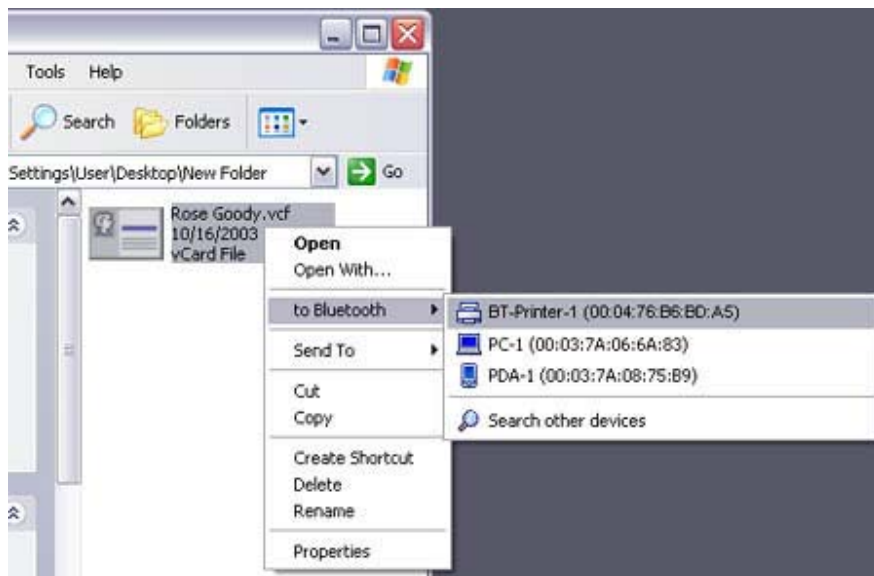 Tools Help
Search Folders
Settings\User\Desktop\New Folder Go
Rose Goody.vcf
10/16/2003
vCard File
Open
Open With...
to Bluetooth
BT-Printer-1 (00:04:76:B6:BD:A5)
PC-1 (00:03:7A:06:6A:83)
PDA-1 (00:03:7A:08:75:B9)
Search other devices
Send To
Cut
Copy
Create Shortcut
Delete
Rename
Properties